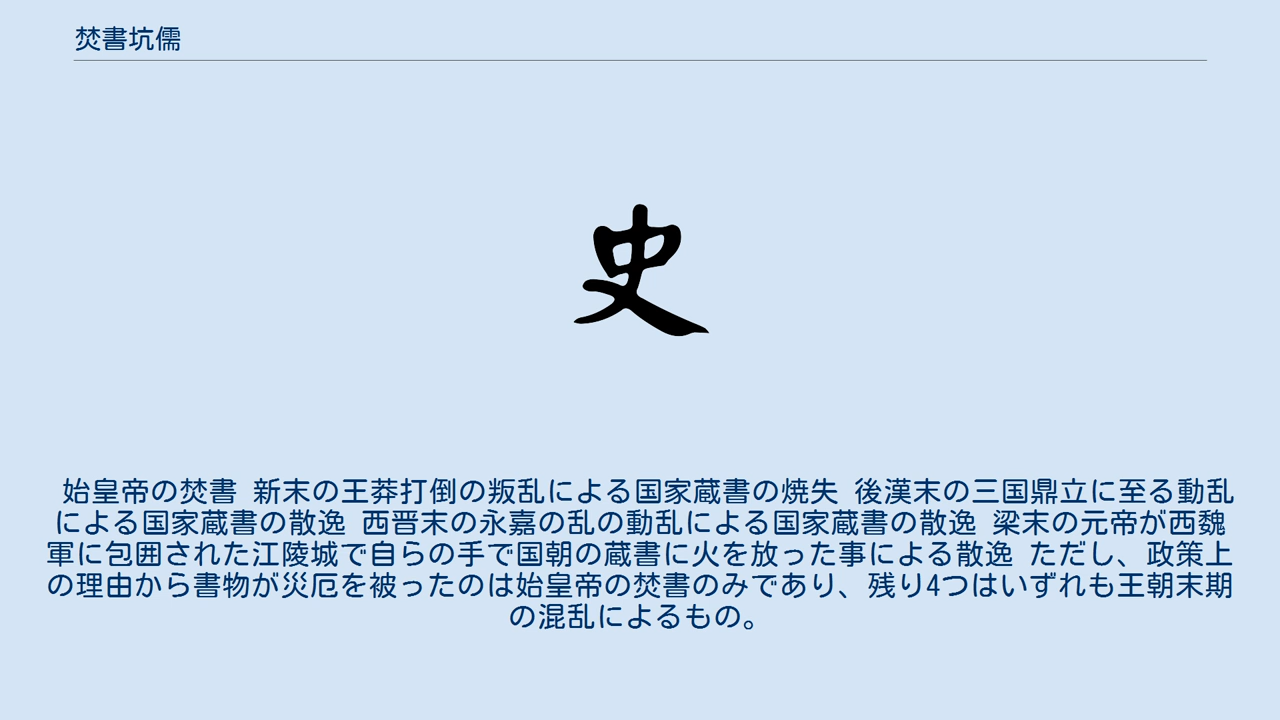 焚書坑儒
史
始皇帝の焚書 新末の王莽打倒の叛乱による国家蔵書の焼失 後漢末の三国鼎立に至る動乱
による国家蔵書の散逸 西晋末の永嘉の乱の動乱による国家蔵書の散逸 梁末の元帝が西魏
軍に包囲された江陵城で自らの手で国朝の蔵書に火を放った事による散逸 ただし、政策上
の理由から書物が災厄を被ったのは始皇帝の焚書のみであり、残り4つはいずれも王朝末期
の混乱によるもの。